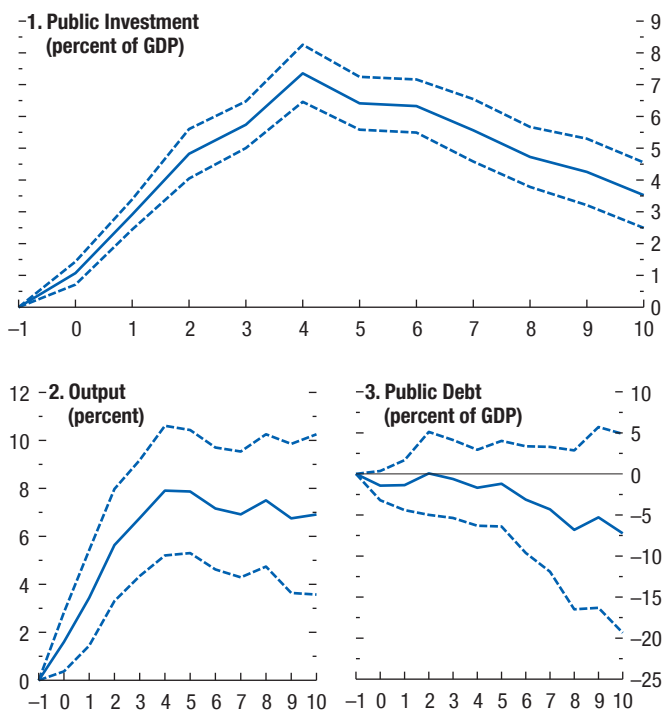 1. Public Investment
(percent of GDP)
9
8
7
6
5
4
3
2
1
0
–1 0 1 2 3 4 5 6 7 8 9 10
2. Output
(percent)
12
10
8
6
4
2
0
–1 0 1 2 3 4 5 6 7 8 9 10
3. Public Debt
(percent of GDP)
10
5
0
–5
–10
–15
–20
–25
–1 0 1 2 3 4 5 6 7 8 9 10